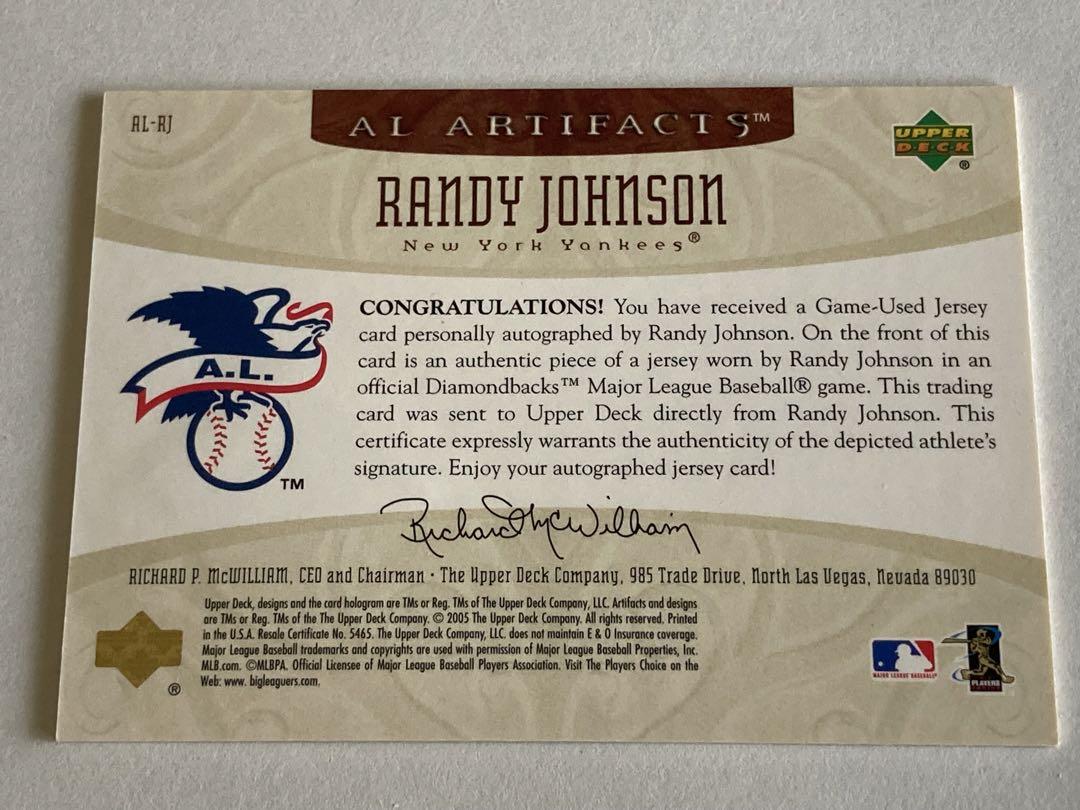 AL-RJ
AL ARTIFACTS™
UPPER
D·E·C·K
®
RANDY JOHNSON
New York Yankees®
A.L.
TM
CONGRATULATIONS! You have received a Game-Used Jersey
card personally autographed by Randy Johnson. On the front of this
card is an authentic piece of a jersey worn by Randy Johnson in an
official Diamondbacks™ Major League Baseball® game. This trading
card was sent to Upper Deck directly from Randy Johnson. This
certificate expressly warrants the authenticity of the depicted athlete's
signature. Enjoy your autographed jersey card!
Richard McWilliam
RICHARD P. McWILLIAM, CEO and Chairman · The Upper Deck Company, 985 Trade Drive, North Las Vegas, Nevada 89030
Upper Deck, designs and the card hologram are TMs or Reg. TMs of The Upper Deck Company, LLC. Artifacts and designs
are TMs or Reg. TMs of the The Upper Deck Company. © 2005 The Upper Deck Company. All rights reserved. Printed
in the U.S.A. Resale Certificate No. 5465. The Upper Deck Company, LLC. does not maintain E & O Insurance coverage.
Major League Baseball trademarks and copyrights are used with permission of Major League Baseball Properties, Inc.
MLB.com. ©MLBPA. Official Licensee of Major League Baseball Players Association. Visit The Players Choice on the
Web: www. bigleaguers.com.
®
MAJOR LEAGUE BASEBALL®
PLAYERS